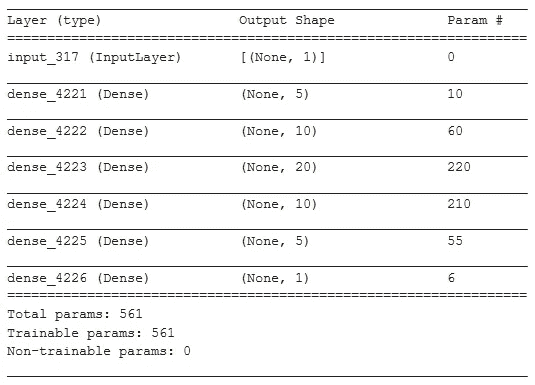 Layer (type) Output Shape Param #
=================================================================
input_317 (InputLayer) [(None, 1)] 0
dense_4221 (Dense) (None, 5) 10
dense_4222 (Dense) (None, 10) 60
dense_4223 (Dense) (None, 20) 220
dense_4224 (Dense) (None, 10) 210
dense_4225 (Dense) (None, 5) 55
dense_4226 (Dense) (None, 1) 6
=================================================================
Total params: 561
Trainable params: 561
Non-trainable params: 0